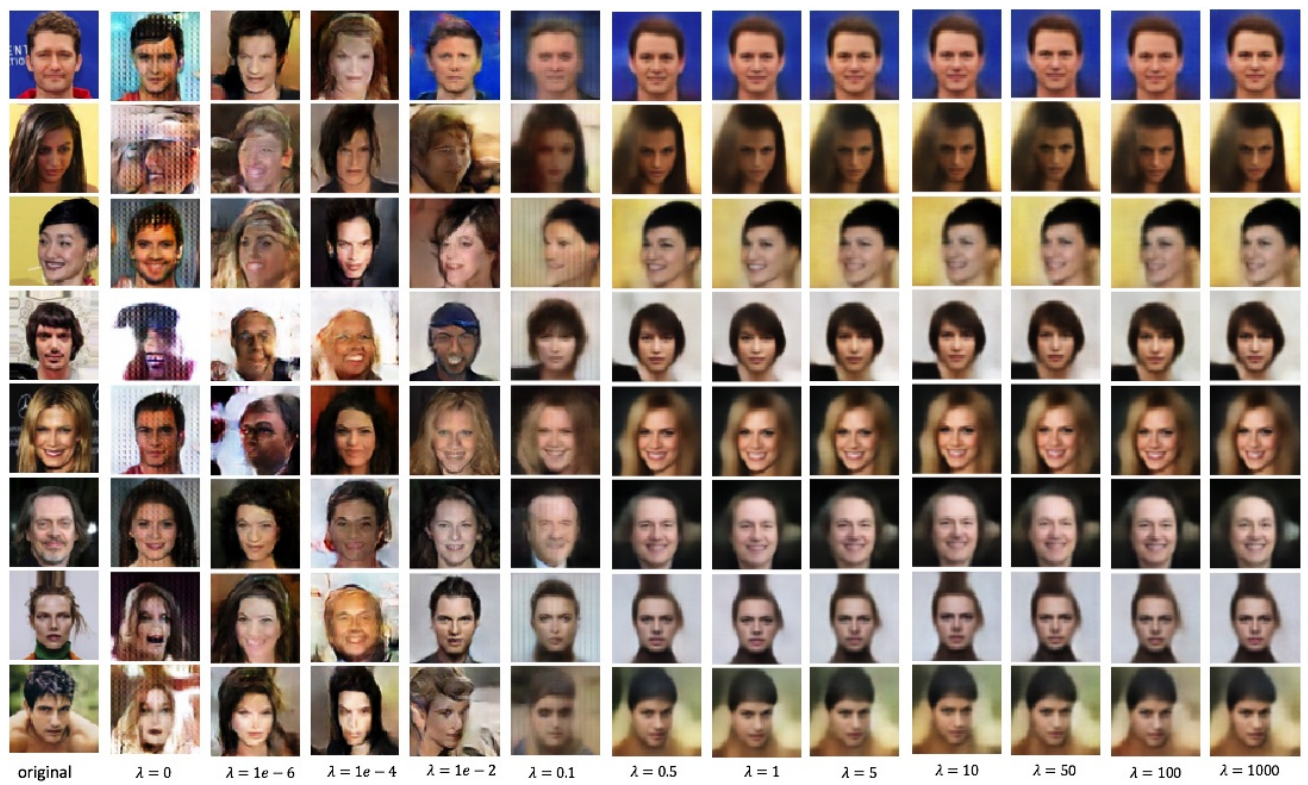 ENT
TIO
original λ = 0 λ = 1e − 6 λ = 1e − 4 λ = 1e − 2 λ = 0.1 λ = 0.5 λ = 1 λ = 5 λ = 10 λ = 50 λ = 100 λ = 1000